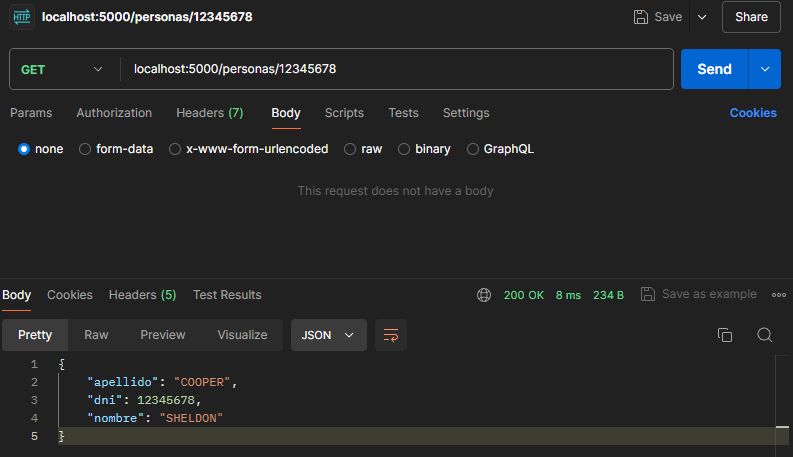 HTTP localhost:5000/personas/12345678 Save Share
GET localhost:5000/personas/12345678 Send
Params Authorization Headers (7) Body Scripts Tests Settings Cookies
none form-data x-www-form-urlencoded raw binary GraphQL
This request does not have a body
Body Cookies Headers (5) Test Results 200 OK 8 ms 234 B Save as example
Pretty Raw Preview Visualize JSON
1 {
2 "apellido": "COOPER",
3 "dni": 12345678,
4 "nombre": "SHELDON"
5 }